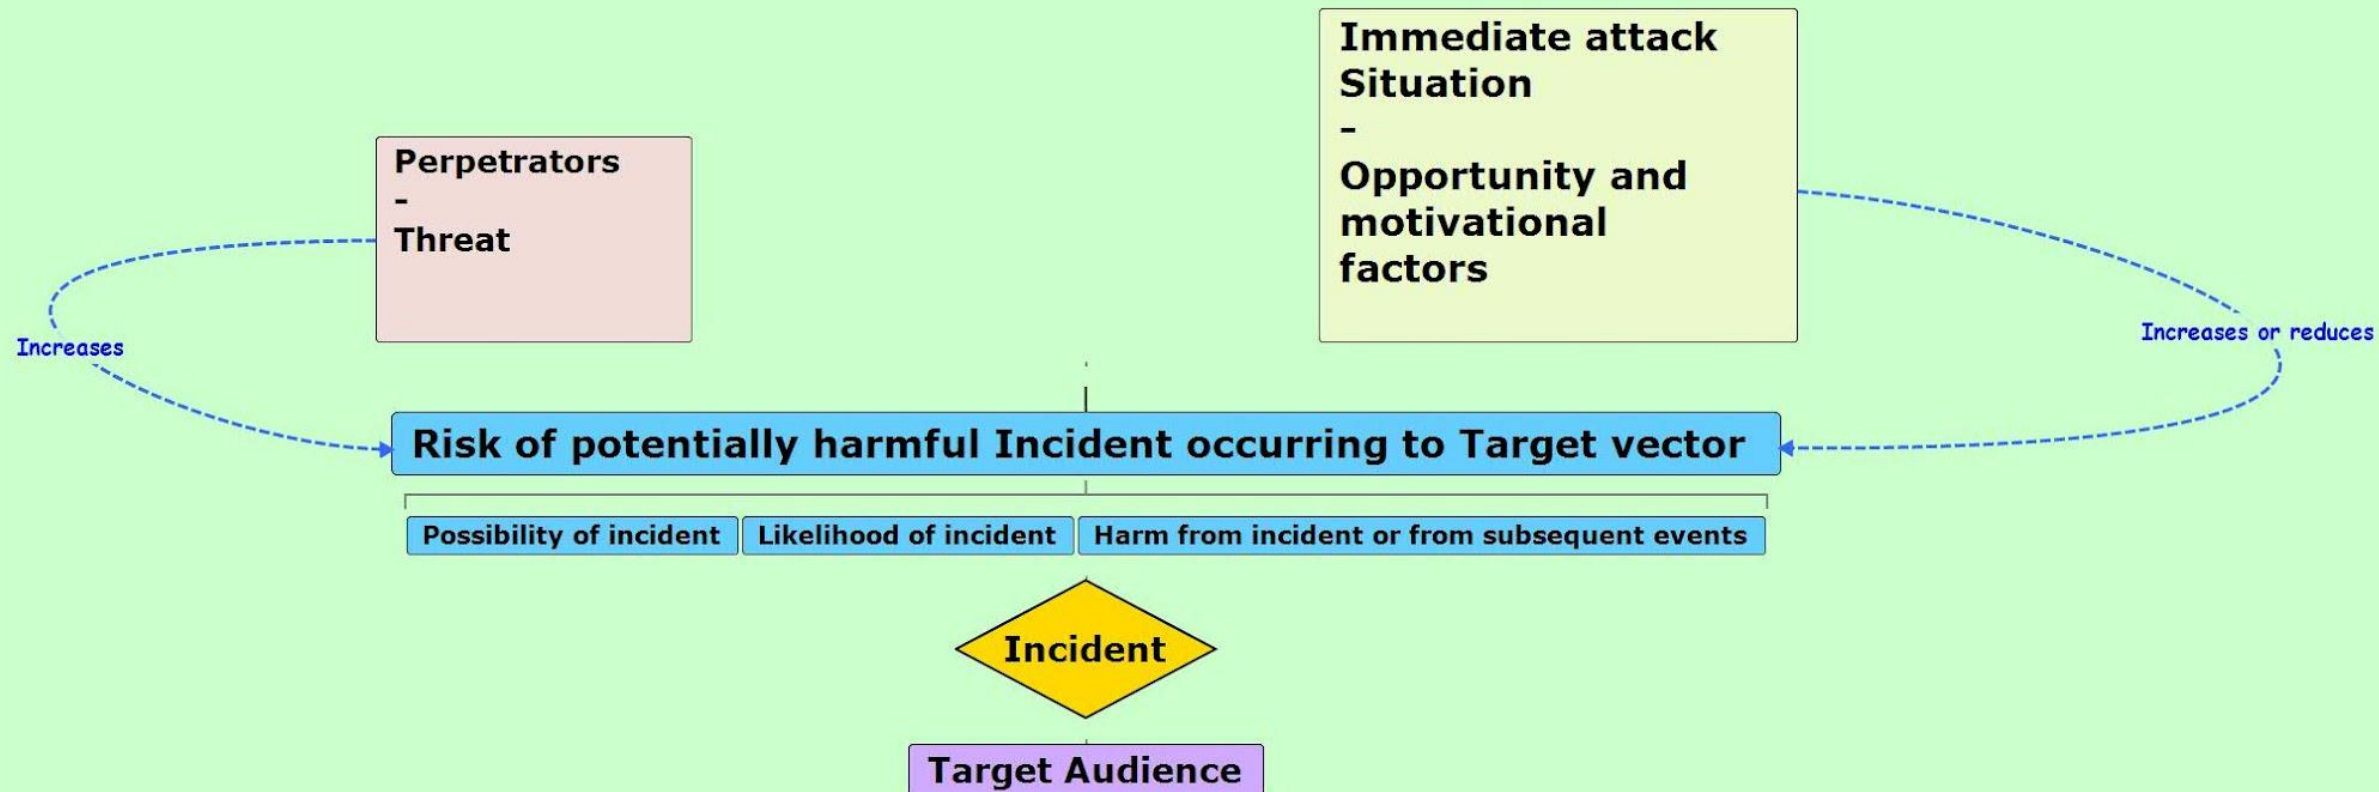 Immediate attack
Situation
-
Opportunity and
motivational
factors
Perpetrators
-
Threat
Increases
Increases or reduces
Risk of potentially harmful Incident occurring to Target vector
Possibility of incident
Likelihood of incident
Harm from incident or from subsequent events
Incident
Target Audience